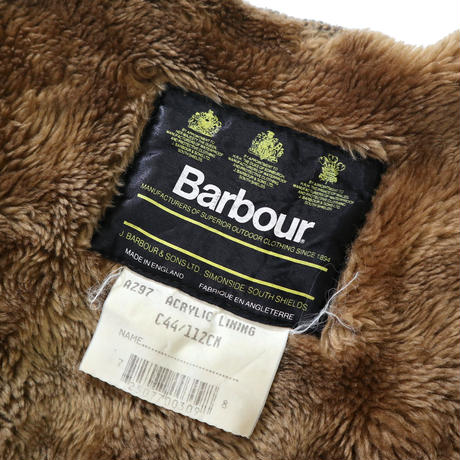 Barbour
MANUFACTURERS OF SUPERIOR OUTDOOR CLOTHING SINCE 1894
J. BARBOUR & SONS LTD SIMONSIDE SOUTH SHIELDS
MADE IN ENGLAND FABRIQUE EN ANGLETERRE
A297 ACRYLIC LINING
C44/112CM
NAME